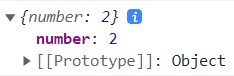 ▼{number: 2} i
number: 2
▶[[Prototype]]: Object